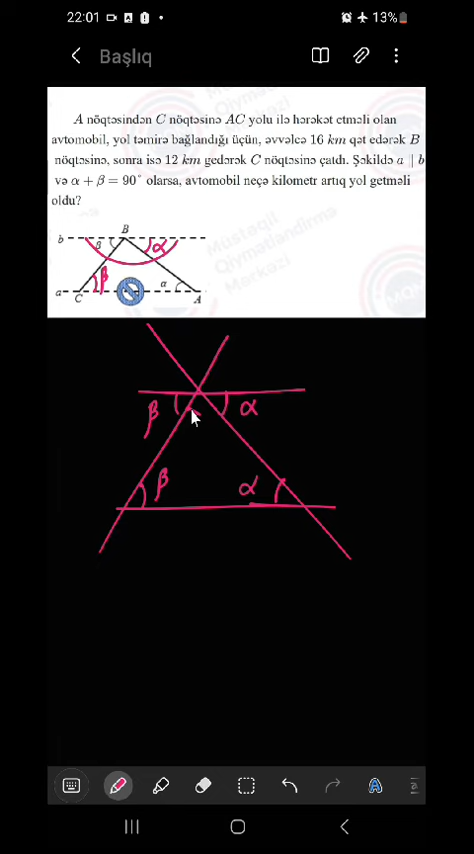 22:01
13%
Başlıq
A nöqtəsindən C nöqtəsinə AC yolu ilə hərəkət etməli olan
avtomobil, yol təmirə bağlandığı üçün, əvvəlcə 16 km qət edərək B
nöqtəsinə, sonra isə 12 km gedərək C nöqtəsinə çatdı. Şəkildə a ∥ b
və α + β = 90° olarsa, avtomobil neçə kilometr artıq yol getməli
oldu?
B
b β α
β α
a C A
β α
β α
Müstəqil
Qiymətləndirmə
Mərkəzi